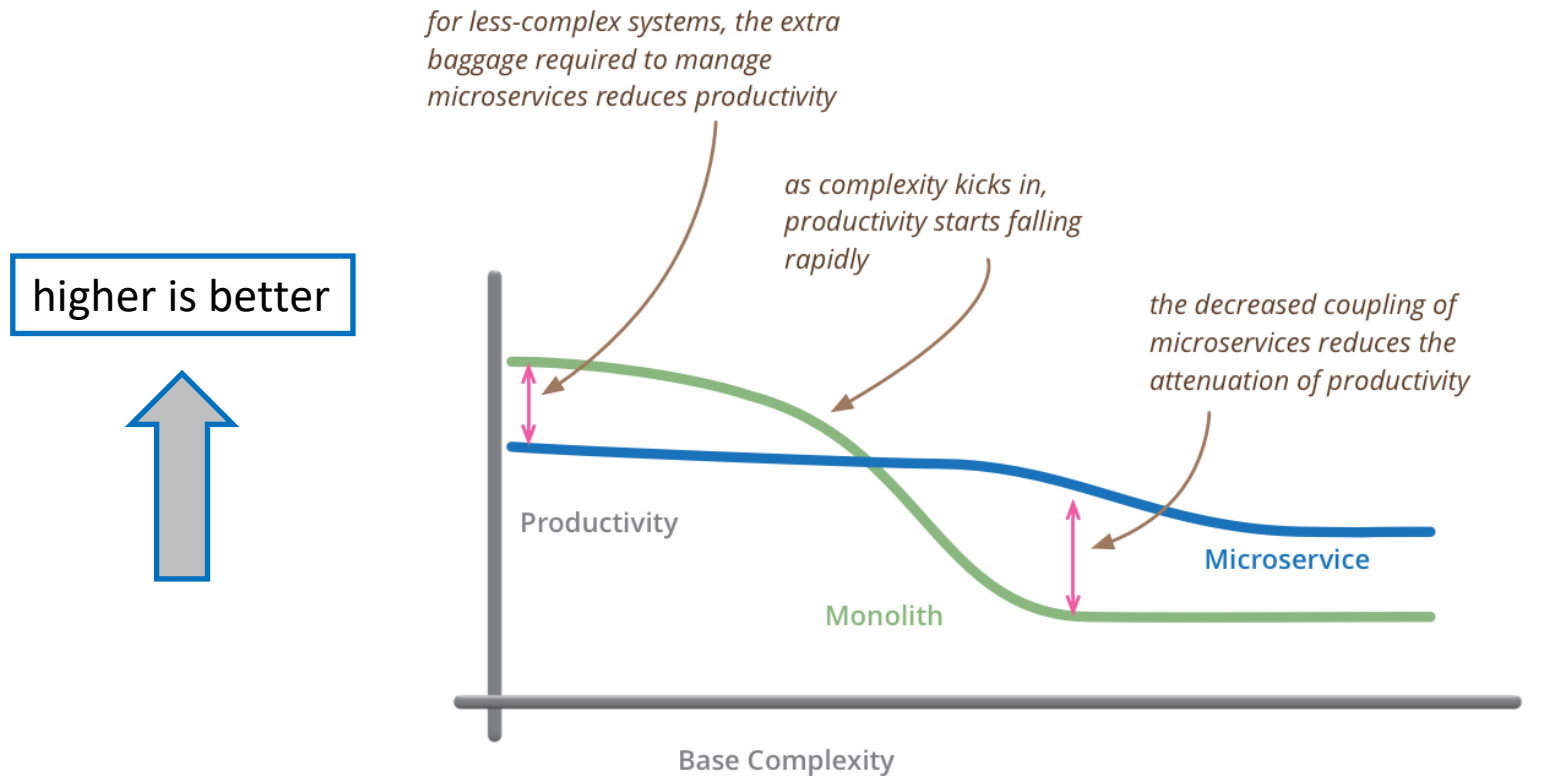 for less-complex systems, the extra
baggage required to manage
microservices reduces productivity
as complexity kicks in,
productivity starts falling
rapidly
higher is better
the decreased coupling of
microservices reduces the
attenuation of productivity
Productivity
Microservice
Monolith
Base Complexity